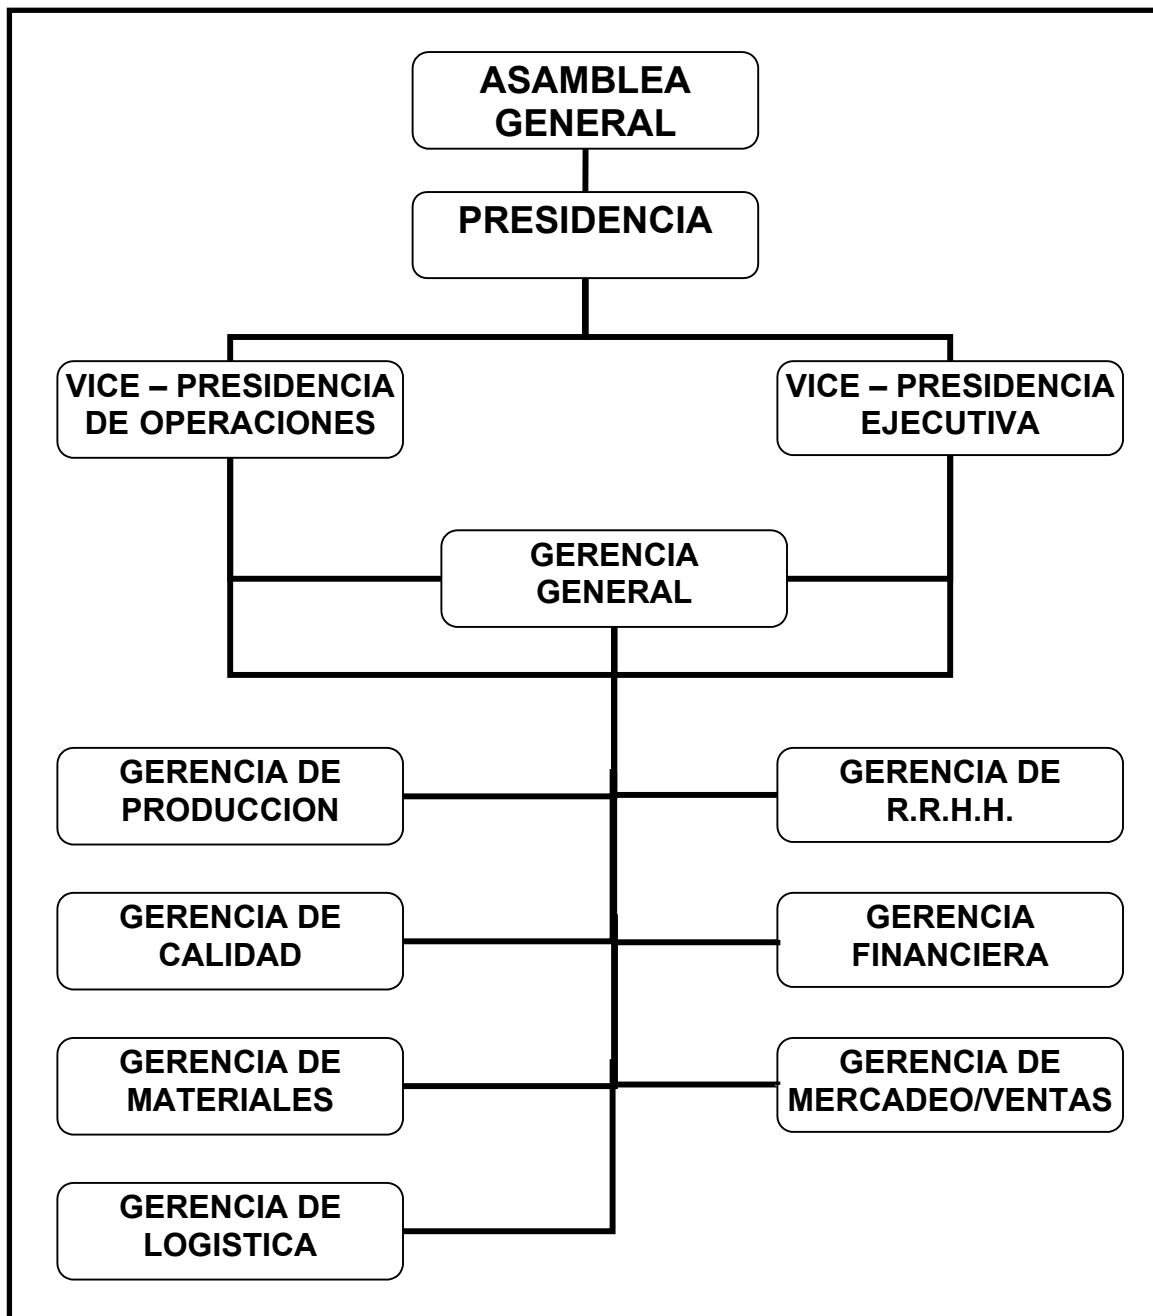 ASAMBLEA
GENERAL
PRESIDENCIA
VICE – PRESIDENCIA
DE OPERACIONES
VICE – PRESIDENCIA
EJECUTIVA
GERENCIA
GENERAL
GERENCIA DE
PRODUCCION
GERENCIA DE
R.R.H.H.
GERENCIA DE
CALIDAD
GERENCIA
FINANCIERA
GERENCIA DE
MATERIALES
GERENCIA DE
MERCADEO/VENTAS
GERENCIA DE
LOGISTICA